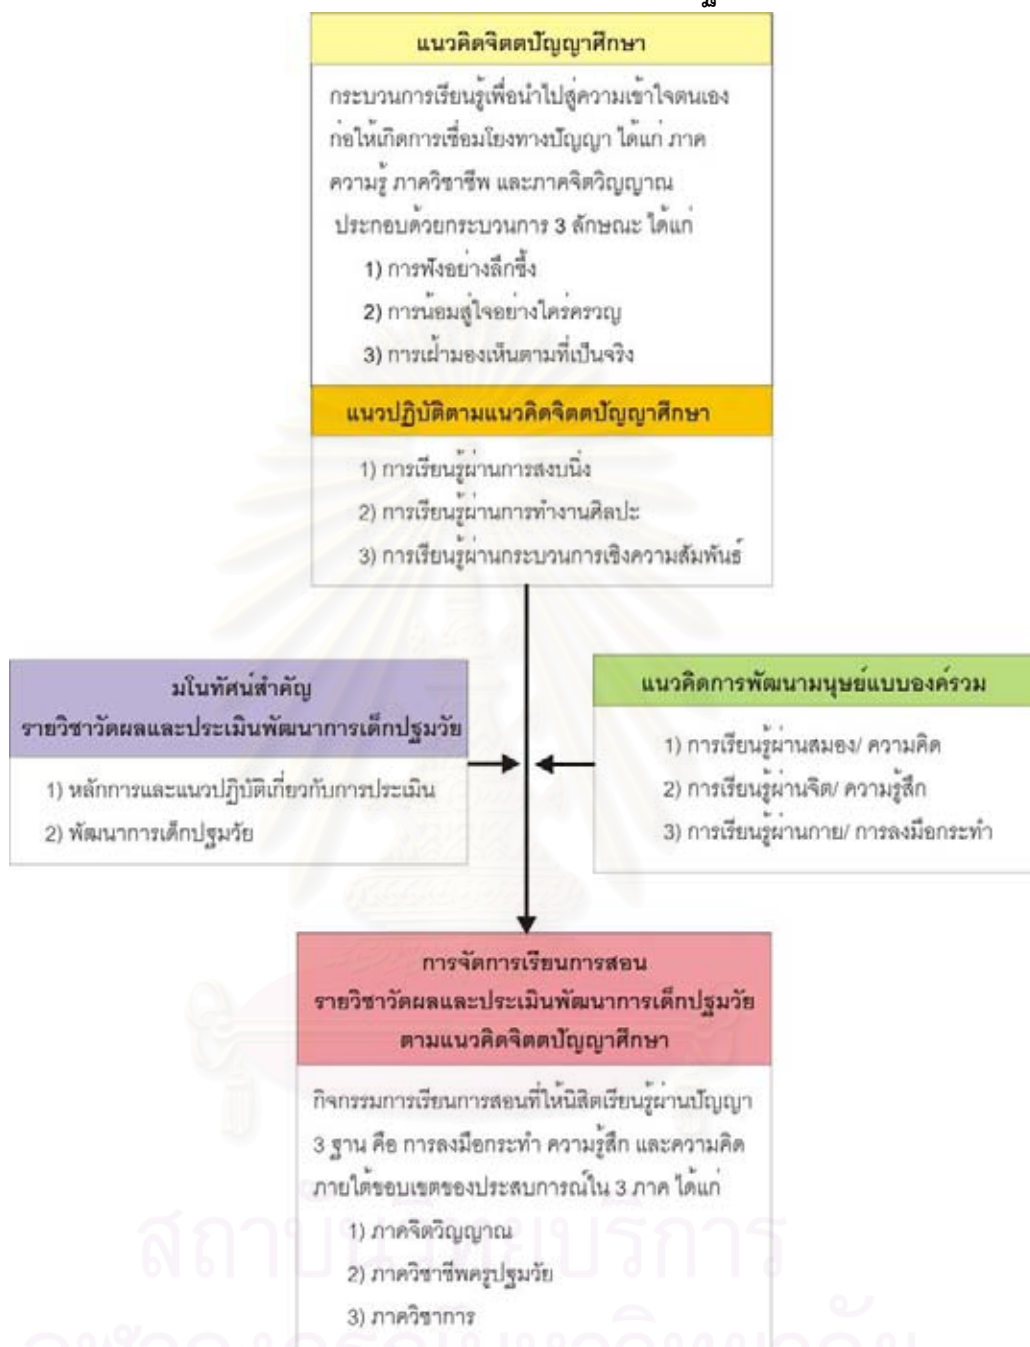 แนวคิดจิตตปัญญาศึกษา
กระบวนการเรียนรู้เพื่อนำไปสู่ความเข้าใจตนเอง
ก่อให้เกิดการเชื่อมโยงทางปัญญา ได้แก่ ภาค
ความรู้ ภาควิชาชีพ และภาคจิตวิญญาณ
ประกอบด้วยกระบวนการ 3 ลักษณะ ได้แก่
1) การฟังอย่างลึกซึ้ง
2) การน้อมสู่ใจอย่างใคร่ครวญ
3) การเฝ้ามองเห็นตามที่เป็นจริง
แนวปฏิบัติตามแนวคิดจิตตปัญญาศึกษา
1) การเรียนรู้ผ่านการสงบนิ่ง
2) การเรียนรู้ผ่านการทำงานศิลปะ
3) การเรียนรู้ผ่านกระบวนการเชิงความสัมพันธ์
มโนทัศน์สำคัญ
รายวิชาวัดผลและประเมินพัฒนาการเด็กปฐมวัย
1) หลักการและแนวปฏิบัติเกี่ยวกับการประเมิน
2) พัฒนาการเด็กปฐมวัย
แนวคิดการพัฒนามนุษย์แบบองค์รวม
1) การเรียนรู้ผ่านสมอง/ ความคิด
2) การเรียนรู้ผ่านจิต/ ความรู้สึก
3) การเรียนรู้ผ่านกาย/ การลงมือกระทำ
การจัดการเรียนการสอน
รายวิชาวัดผลและประเมินพัฒนาการเด็กปฐมวัย
ตามแนวคิดจิตตปัญญาศึกษา
กิจกรรมการเรียนการสอนที่ให้นิสิตเรียนรู้ผ่านปัญญา
3 ฐาน คือ การลงมือกระทำ ความรู้สึก และความคิด
ภายใต้ขอบเขตของประสบการณ์ใน 3 ภาค ได้แก่
1) ภาคจิตวิญญาณ
2) ภาควิชาชีพครูปฐมวัย
3) ภาควิชาการ
สถาบันวิทยบริการ